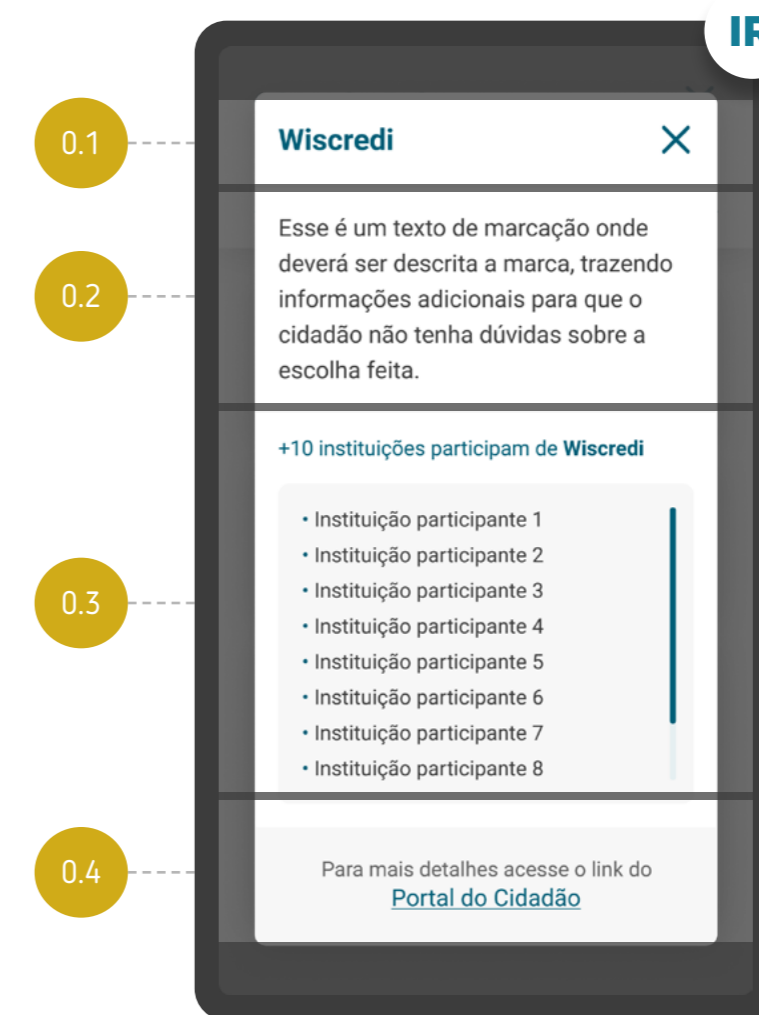 IR
0.1
Wiscredi
0.2
Esse é um texto de marcação onde
deverá ser descrita a marca, trazendo
informações adicionais para que o
cidadão não tenha dúvidas sobre a
escolha feita.
+10 instituições participam de Wiscredi
0.3
• Instituição participante 1
• Instituição participante 2
• Instituição participante 3
• Instituição participante 4
• Instituição participante 5
• Instituição participante 6
• Instituição participante 7
• Instituição participante 8
0.4
Para mais detalhes acesse o link do
Portal do Cidadão